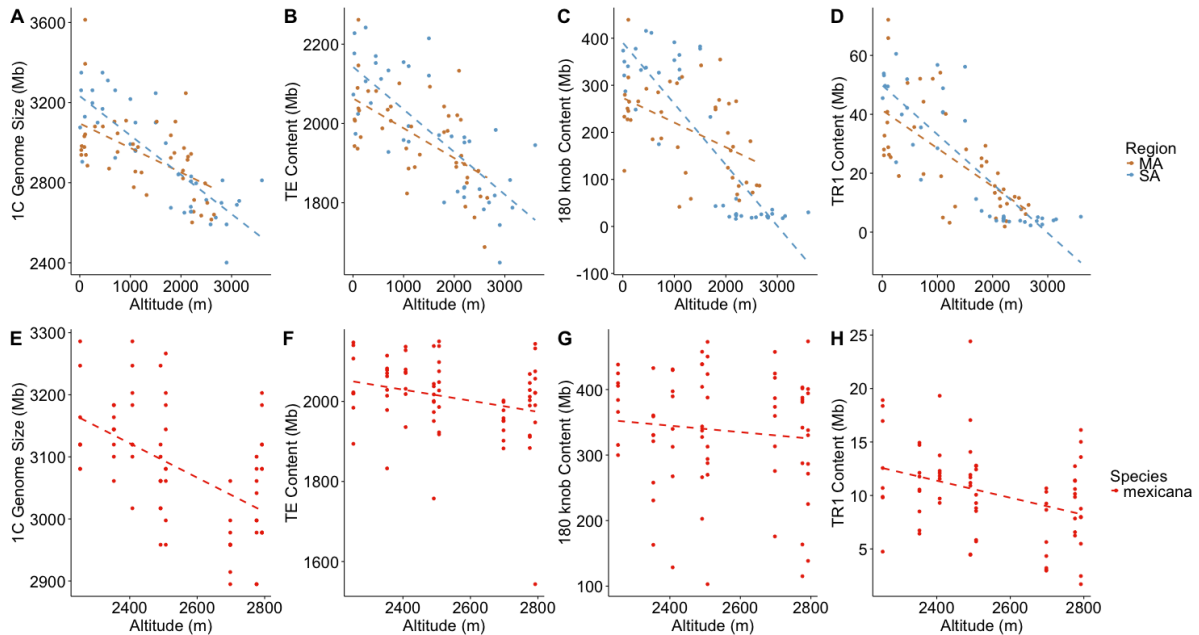 A
1C Genome Size (Mb)
3600
3200
2800
2400
0
1000
2000
3000
Altitude (m)
B
TE Content (Mb)
2200
2000
1800
0
1000
2000
3000
Altitude (m)
C
180 knob Content (Mb)
400
300
200
100
0
-100
0
1000
2000
3000
Altitude (m)
D
TR1 Content (Mb)
60
40
20
0
0
1000
2000
3000
Altitude (m)
Region
MA
SA
E
1C Genome Size (Mb)
3300
3200
3100
3000
2900
2400
2600
2800
Altitude (m)
F
TE Content (Mb)
2000
1800
1600
2400
2600
2800
Altitude (m)
G
180 knob Content (Mb)
400
300
200
100
2400
2600
2800
Altitude (m)
H
TR1 Content (Mb)
25
20
15
10
5
2400
2600
2800
Altitude (m)
Species
mexicana